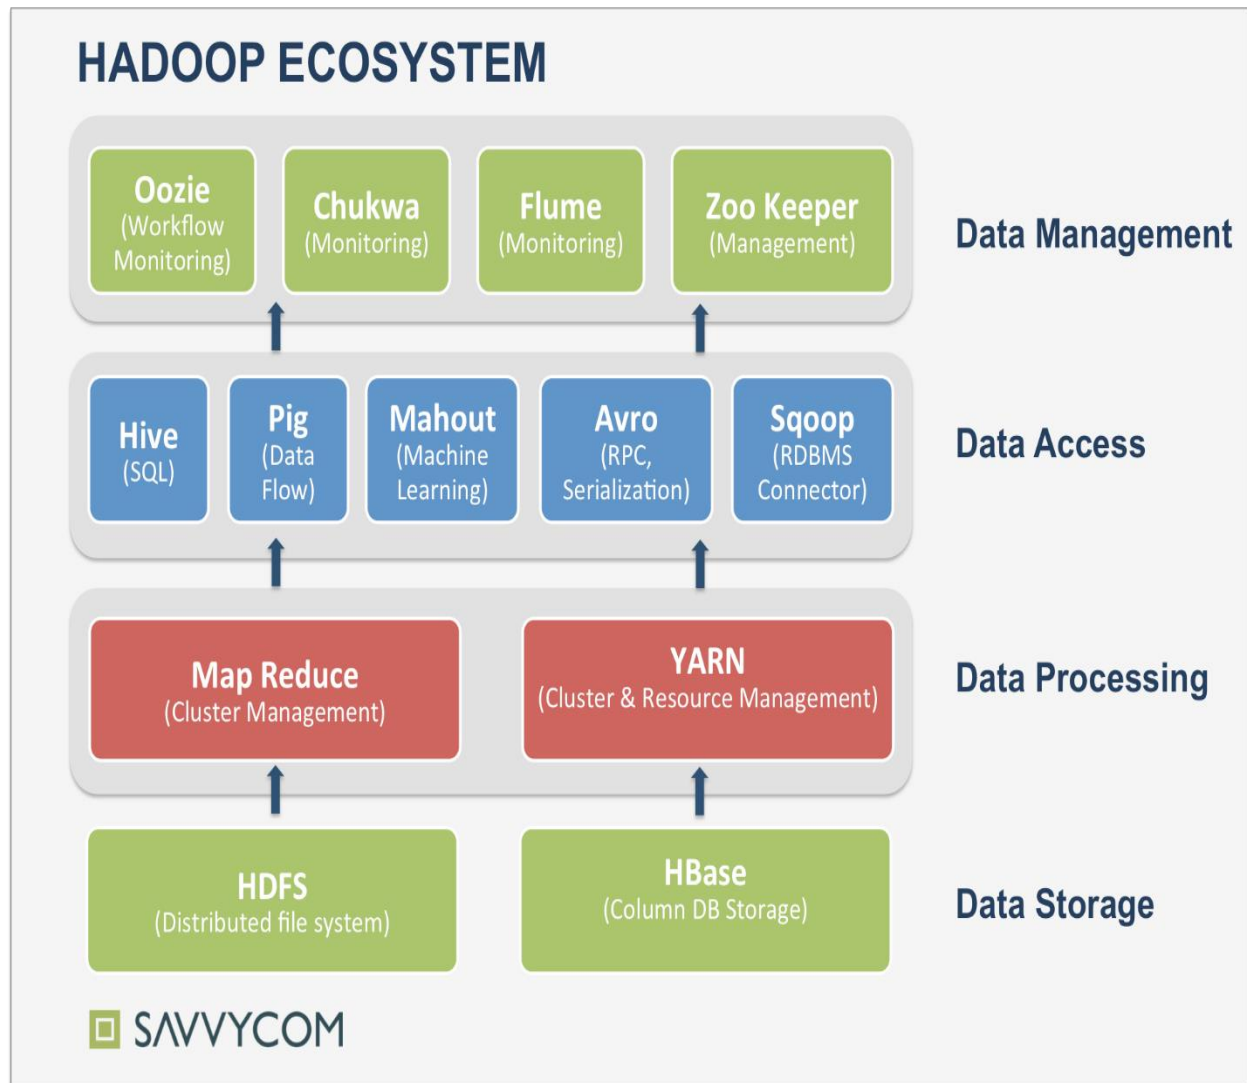 HADOOP ECOSYSTEM
Oozie
(Workflow
Monitoring)
Chukwa
(Monitoring)
Flume
(Monitoring)
Zoo Keeper
(Management)
Data Management
Hive
(SQL)
Pig
(Data
Flow)
Mahout
(Machine
Learning)
Avro
(RPC,
Serialization)
Sqoop
(RDBMS
Connector)
Data Access
Map Reduce
(Cluster Management)
YARN
(Cluster & Resource Management)
Data Processing
HDFS
(Distributed file system)
HBase
(Column DB Storage)
Data Storage
SAVVYCOM